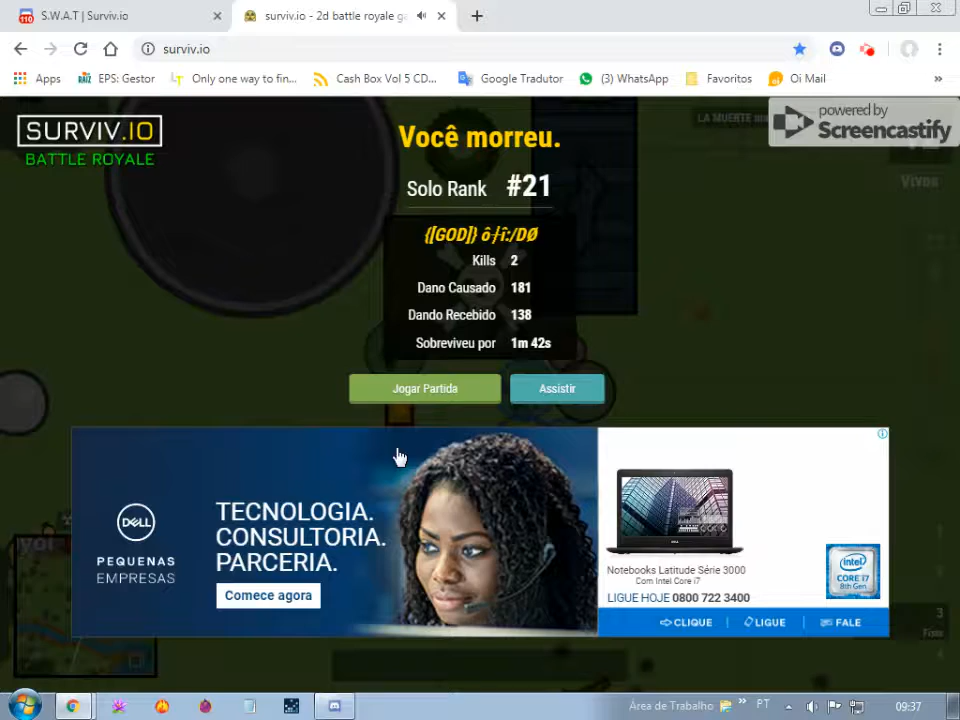 S.W.A.T | Surviv.io
surviv.io - 2d battle royale ga
surviv.io
Apps
EPS: Gestor
Only one way to fin...
Cash Box Vol 5 CD...
Google Tradutor
(3) WhatsApp
Favoritos
Oi Mail
»
SURVIV.IO
BATTLE ROYALE
LA MUERTE
powered by
Screencastify
Vivos
Você morreu.
Solo Rank #21
{[GOD]} ô⌿î:/DØ
Kills 2
Dano Causado 181
Dando Recebido 138
Sobreviveu por 1m 42s
Jogar Partida
Assistir
DELL
PEQUENAS
EMPRESAS
TECNOLOGIA.
CONSULTORIA.
PARCERIA.
Comece agora
Notebooks Latitude Série 3000
Com Intel Core i7
LIGUE HOJE 0800 722 3400
CLIQUE | LIGUE | FALE
intel
CORE i7
8th Gen
3
Fists
Área de Trabalho
»
PT
09:37